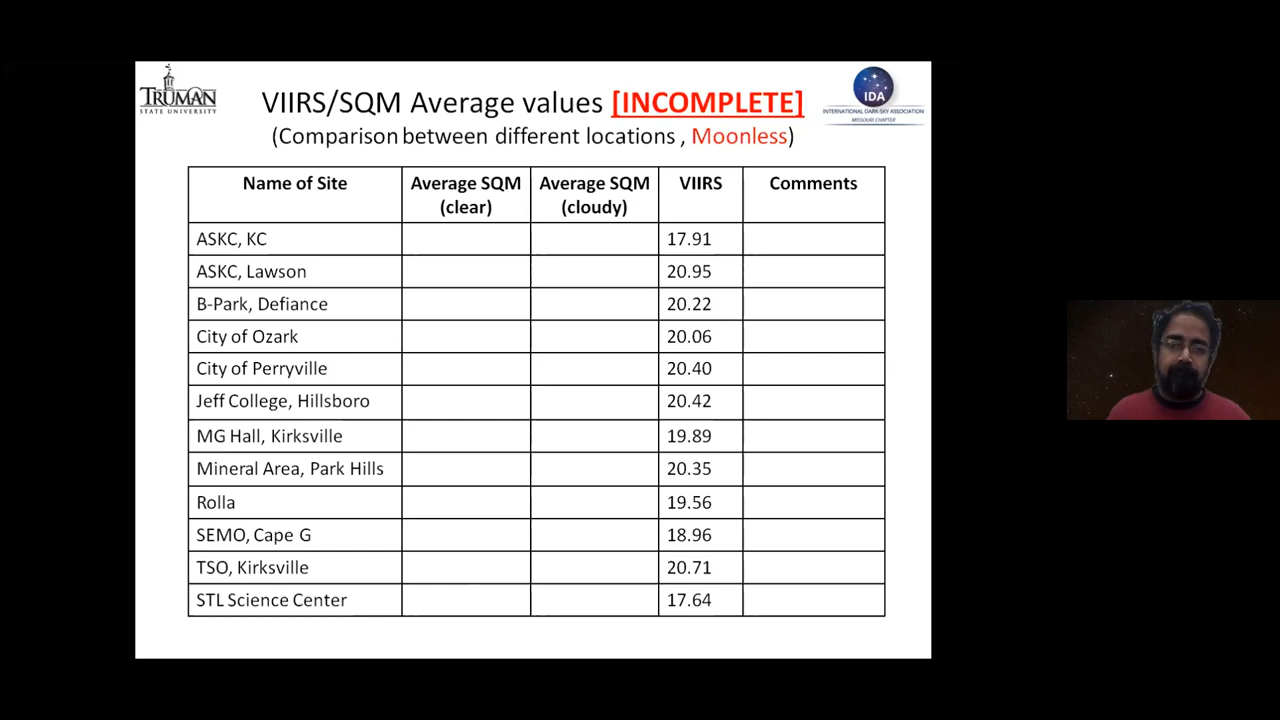 TRUMAN
STATE UNIVERSITY
VIIRS/SQM Average values [INCOMPLETE]
(Comparison between different locations , Moonless)
IDA
INTERNATIONAL DARK-SKY ASSOCIATION
MISSOURI CHAPTER
Name of Site Average SQM (clear) Average SQM (cloudy) VIIRS Comments
ASKC, KC 17.91
ASKC, Lawson 20.95
B-Park, Defiance 20.22
City of Ozark 20.06
City of Perryville 20.40
Jeff College, Hillsboro 20.42
MG Hall, Kirksville 19.89
Mineral Area, Park Hills 20.35
Rolla 19.56
SEMO, Cape G 18.96
TSO, Kirksville 20.71
STL Science Center 17.64